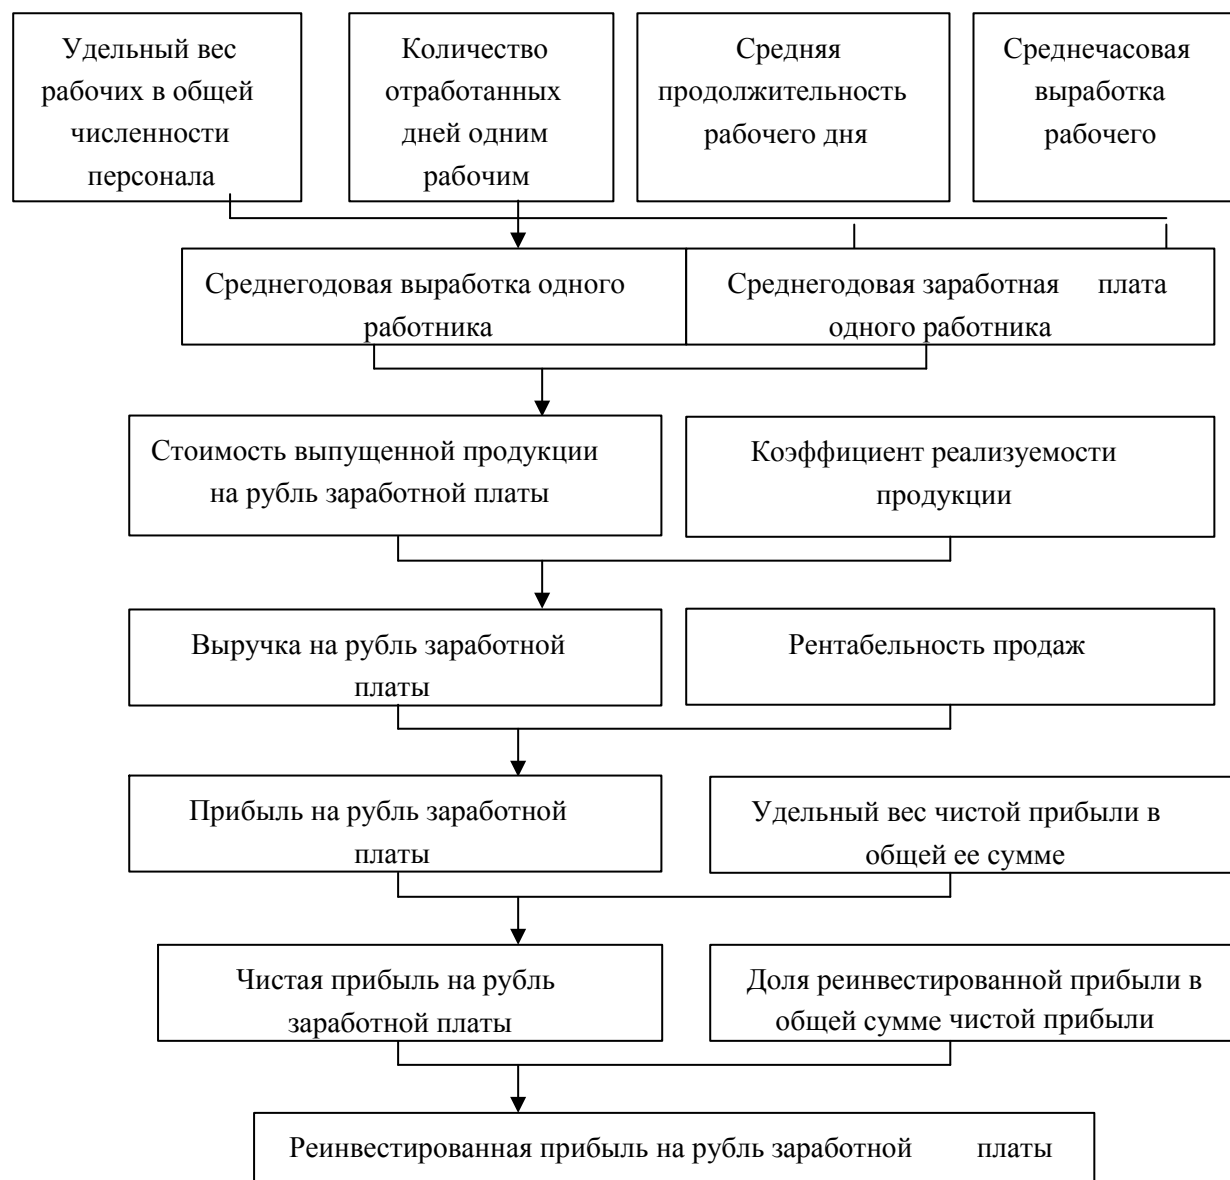 Удельный вес
рабочих в общей
численности
персонала
Количество
отработанных
дней одним
рабочим
Средняя
продолжительность
рабочего дня
Среднечасовая
выработка
рабочего
Среднегодовая выработка одного
работника
Среднегодовая заработная плата
одного работника
Стоимость выпущенной продукции
на рубль заработной платы
Коэффициент реализуемости
продукции
Выручка на рубль заработной
платы
Рентабельность продаж
Прибыль на рубль заработной
платы
Удельный вес чистой прибыли в
общей ее сумме
Чистая прибыль на рубль
заработной платы
Доля реинвестированной прибыли в
общей сумме чистой прибыли
Реинвестированная прибыль на рубль заработной платы